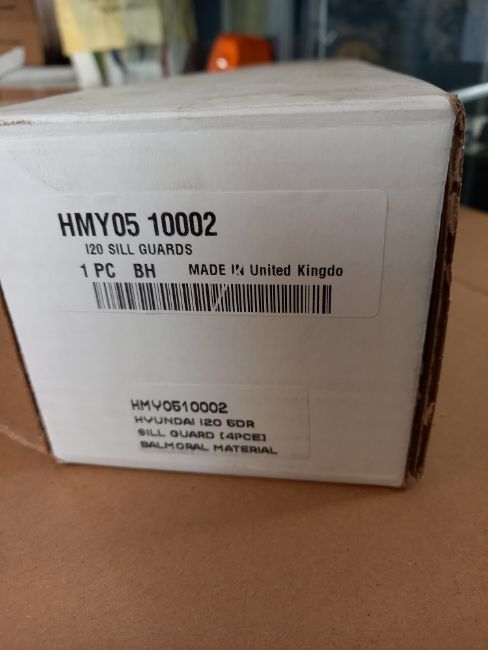 HMY05 10002
I20 SILL GUARDS
1 PC BH MADE IN United Kingdo
HMY0510002
HYUNDAI I20 5DR
SILL GUARD [4PCE]
BALMORAL MATERIAL